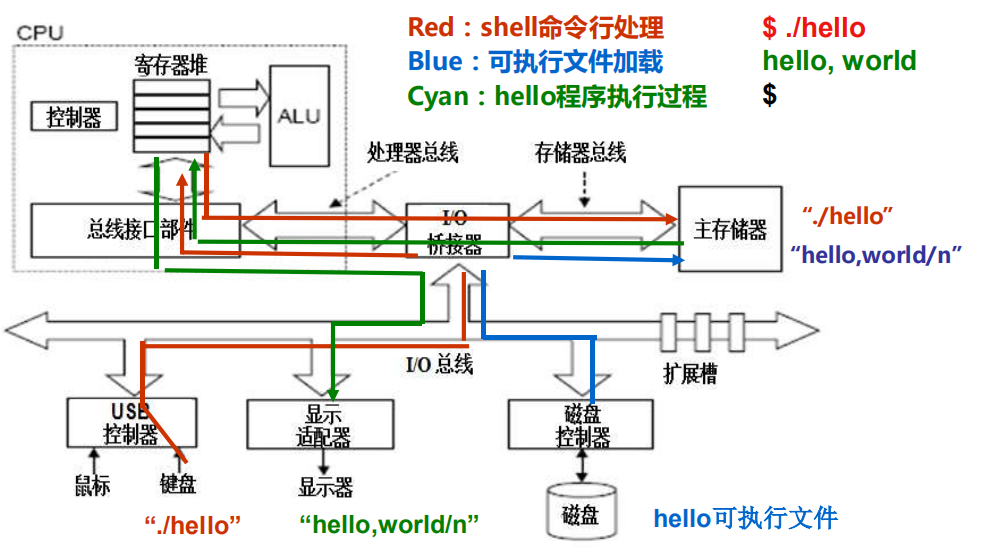 CPU
寄存器堆
控制器
ALU
总线接口部件
Red：shell命令行处理
Blue：可执行文件加载
Cyan：hello程序执行过程
$ ./hello
hello, world
$
处理器总线
存储器总线
I/O
桥接器
主存储器
“./hello”
“hello,world/n”
I/O 总线
扩展槽
USB
控制器
显示
适配器
磁盘
控制器
鼠标
键盘
显示器
磁盘
“./hello”
“hello,world/n”
hello可执行文件